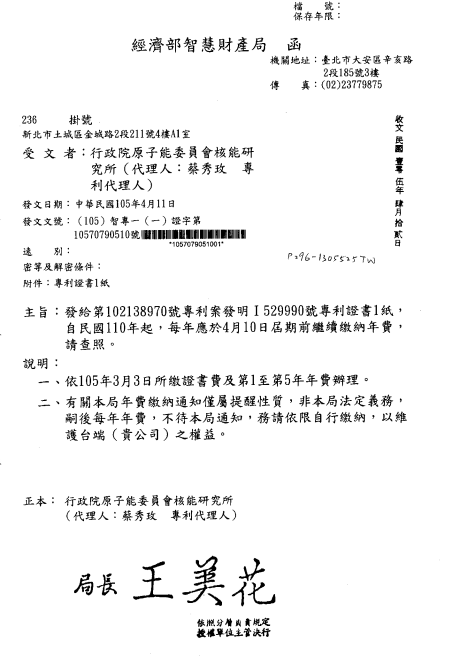 檔　　號：
保存年限：
經濟部智慧財產局　函
機關地址：臺北市大安區辛亥路
2段185號3樓
傳　　真：(02)23779875
236　　掛號
新北市土城區金城路2段211號4樓A1室
受文者：行政院原子能委員會核能研
究所（代理人：蔡秀玫　專
利代理人）
發文日期：中華民國105年4月11日
發文文號：（105）智專一（一）證字第
10570790510號
*1057079051001*
速　　別：
密等及解密條件：
附件：專利證書1紙
收文 民國 壹零伍年 肆月 拾貳日
P296-1305525TW
主旨：發給第102138970號專利案發明I529990號專利證書1紙，
自民國110年起，每年應於4月10日屆期前繼續繳納年費，
請查照。
說明：
一、依105年3月3日所繳證書費及第1至第5年年費辦理。
二、有關本局年費繳納通知僅屬提醒性質，非本局法定義務，
嗣後每年年費，不待本局通知，務請依限自行繳納，以維
護台端（貴公司）之權益。
正本：行政院原子能委員會核能研究所
（代理人：蔡秀玫　專利代理人）
局長 王美花
依照分層負責規定
授權單位主管決行